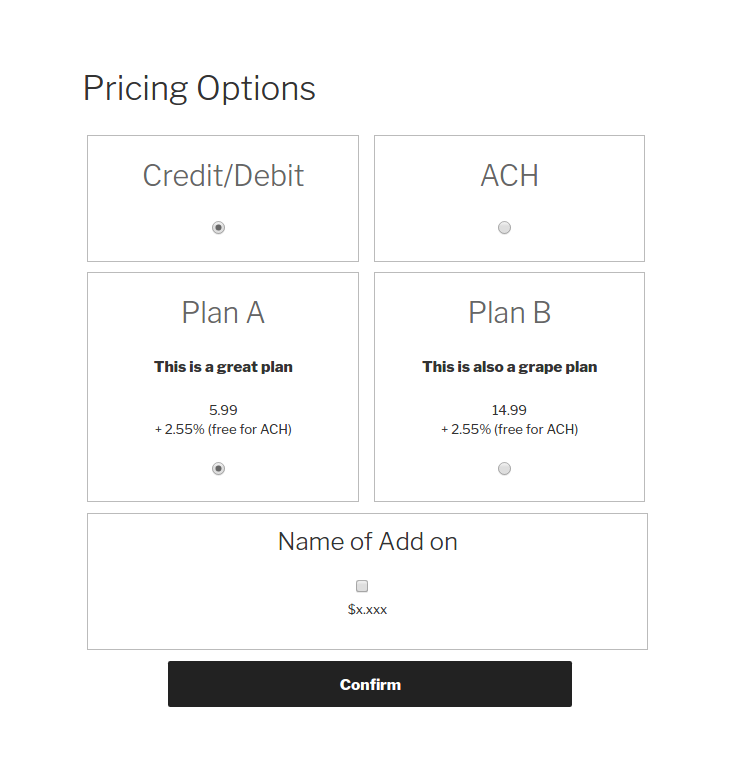 Pricing Options
Credit/Debit
ACH
Plan A
This is a great plan
5.99
+ 2.55% (free for ACH)
Plan B
This is also a grape plan
14.99
+ 2.55% (free for ACH)
Name of Add on
$x.xxx
Confirm